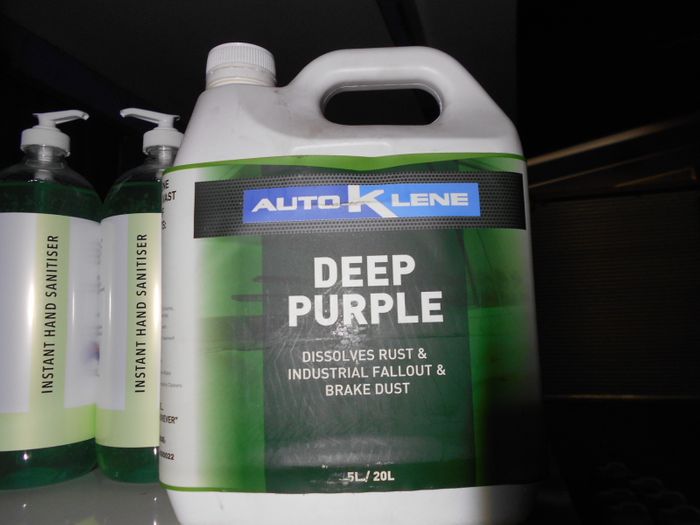 INSTANT HAND SANITISER
INSTANT HAND SANITISER
AUTO KLENE
DEEP
PURPLE
DISSOLVES RUST &
INDUSTRIAL FALLOUT &
BRAKE DUST
5L / 20L